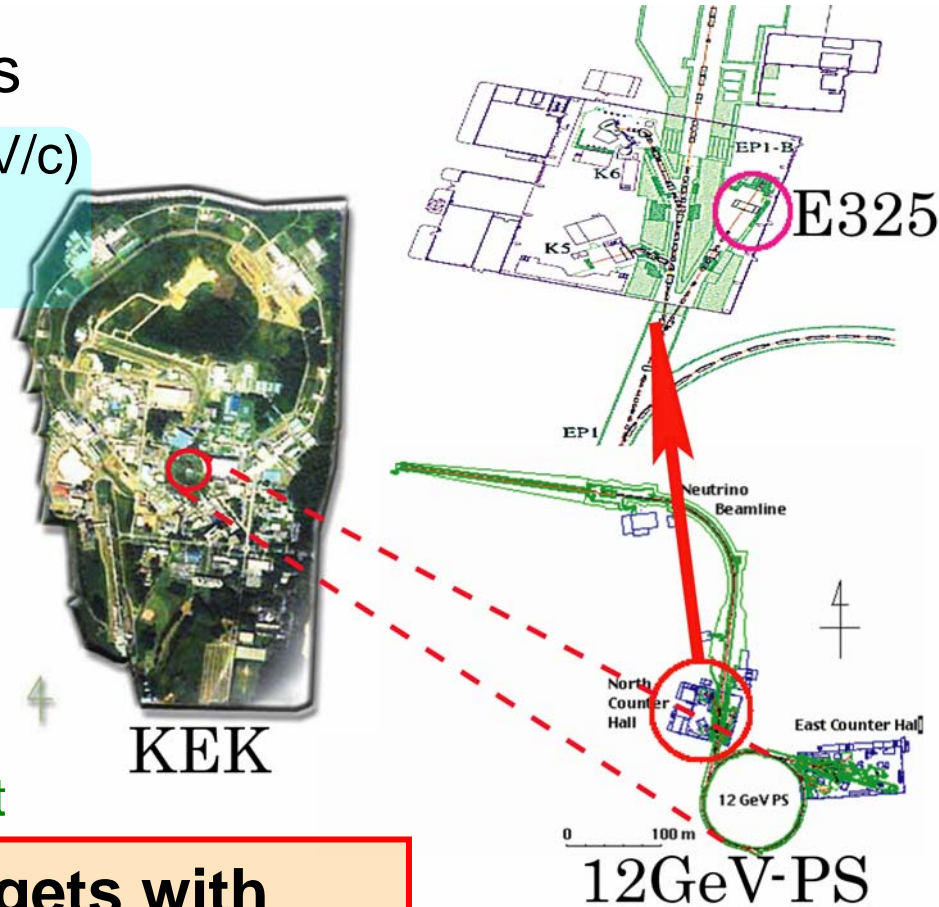 s
V/c)
EP1-B
K6
E325
K5
EP1
Neutrino
Beamline
North
Counter
Hall
East Counter Hall
KEK
t
12 GeV PS
0 100 m
gets with
12GeV-PS